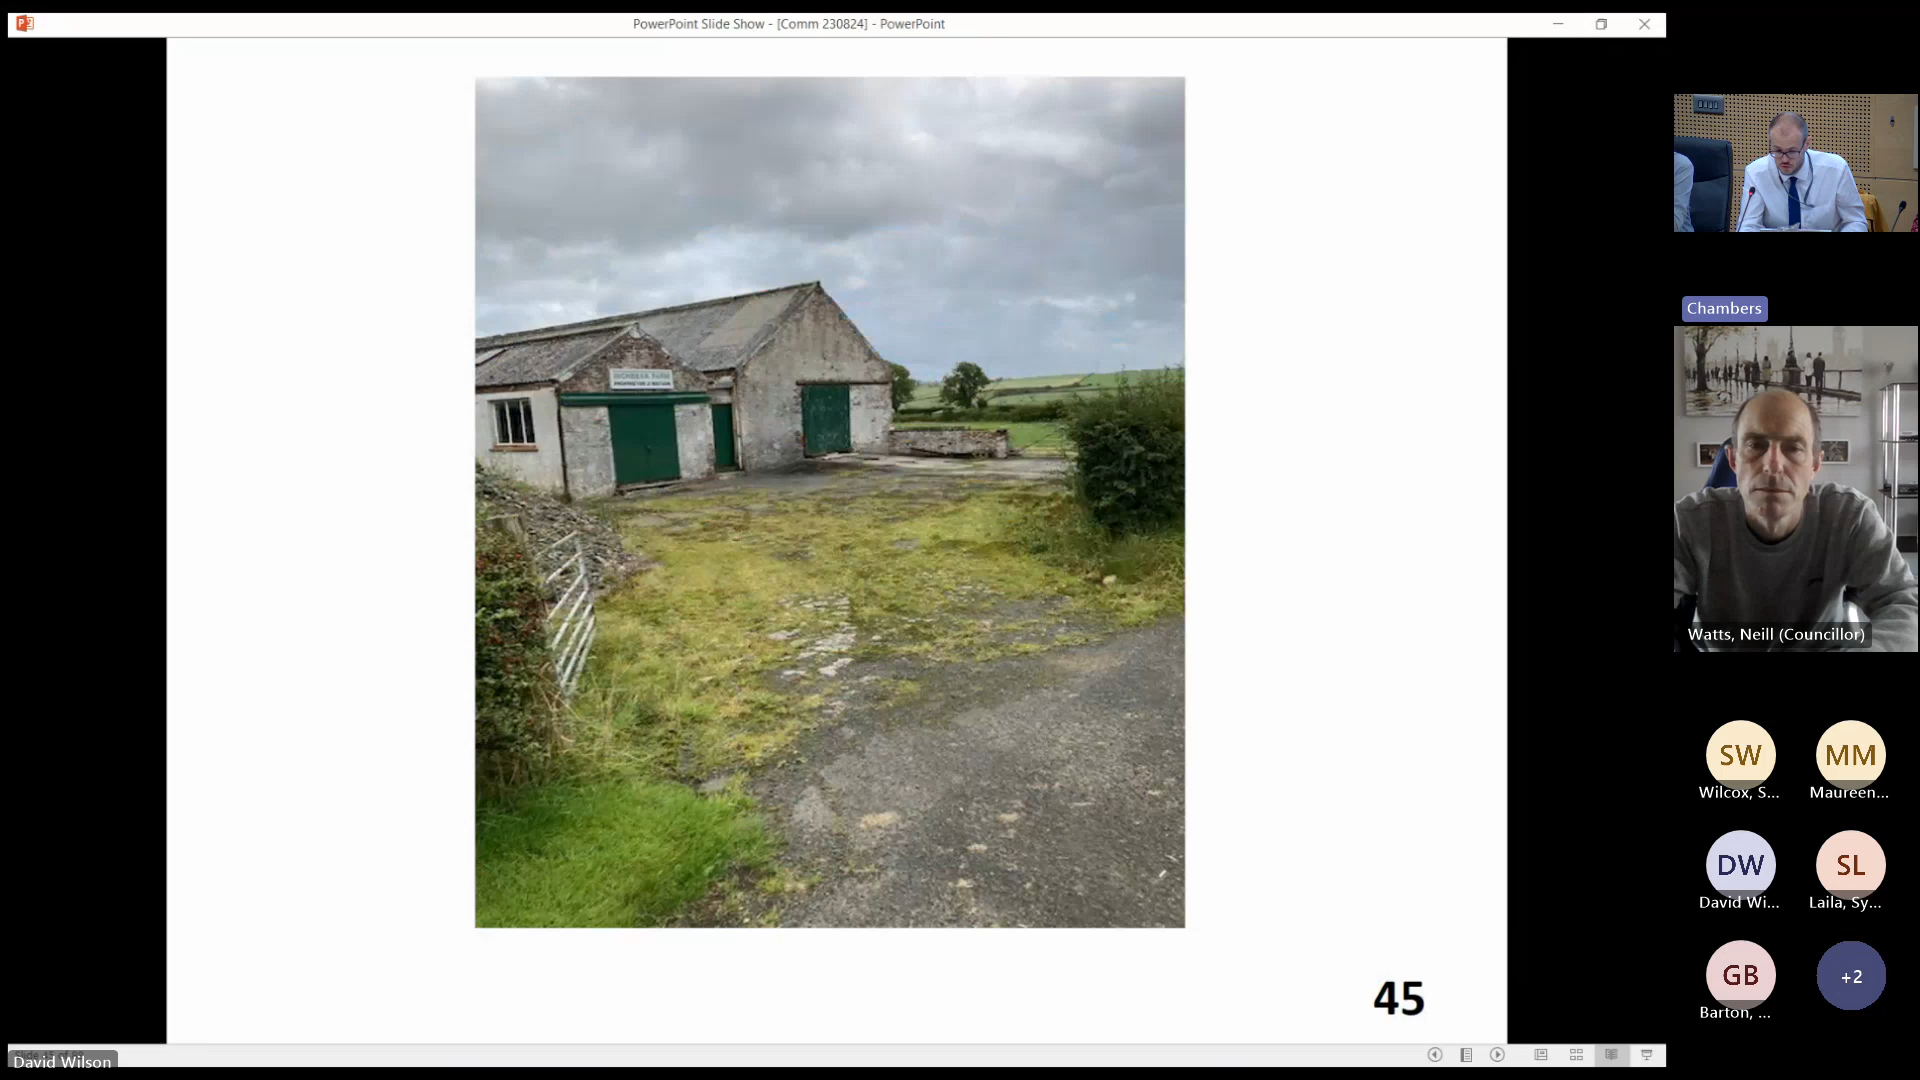 PowerPoint Slide Show - [Comm 230824] - PowerPoint
Chambers
Watts, Neill (Councillor)
45
SW
Wilcox, S...
MM
Maureen...
DW
David Wi...
SL
Laila, Sy...
GB
Barton, ...
+2
David Wilson